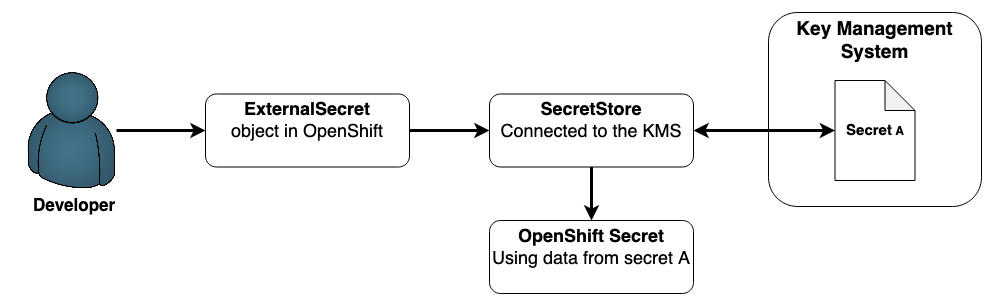 Developer
ExternalSecret
object in OpenShift
SecretStore
Connected to the KMS
OpenShift Secret
Using data from secret A
Key Management
System
Secret A